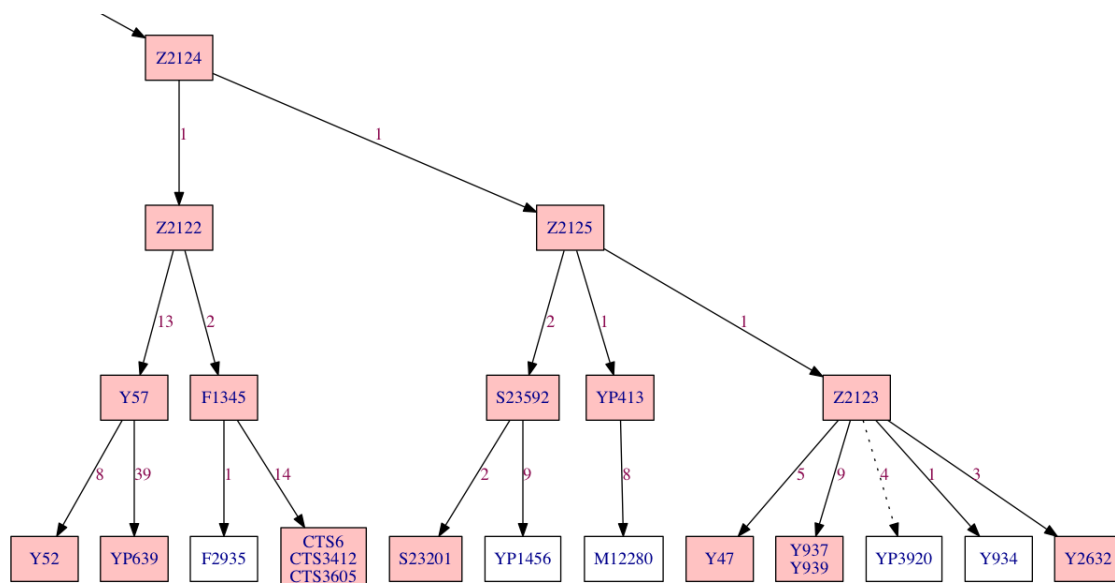 Z2124
1
1
Z2122
Z2125
13
2
2
1
1
Y57
F1345
S23592
YP413
Z2123
8
39
1
14
2
9
8
5
9
4
1
3
Y52
YP639
F2935
CTS6
CTS3412
CTS3605
S23201
YP1456
M12280
Y47
Y937
Y939
YP3920
Y934
Y2632